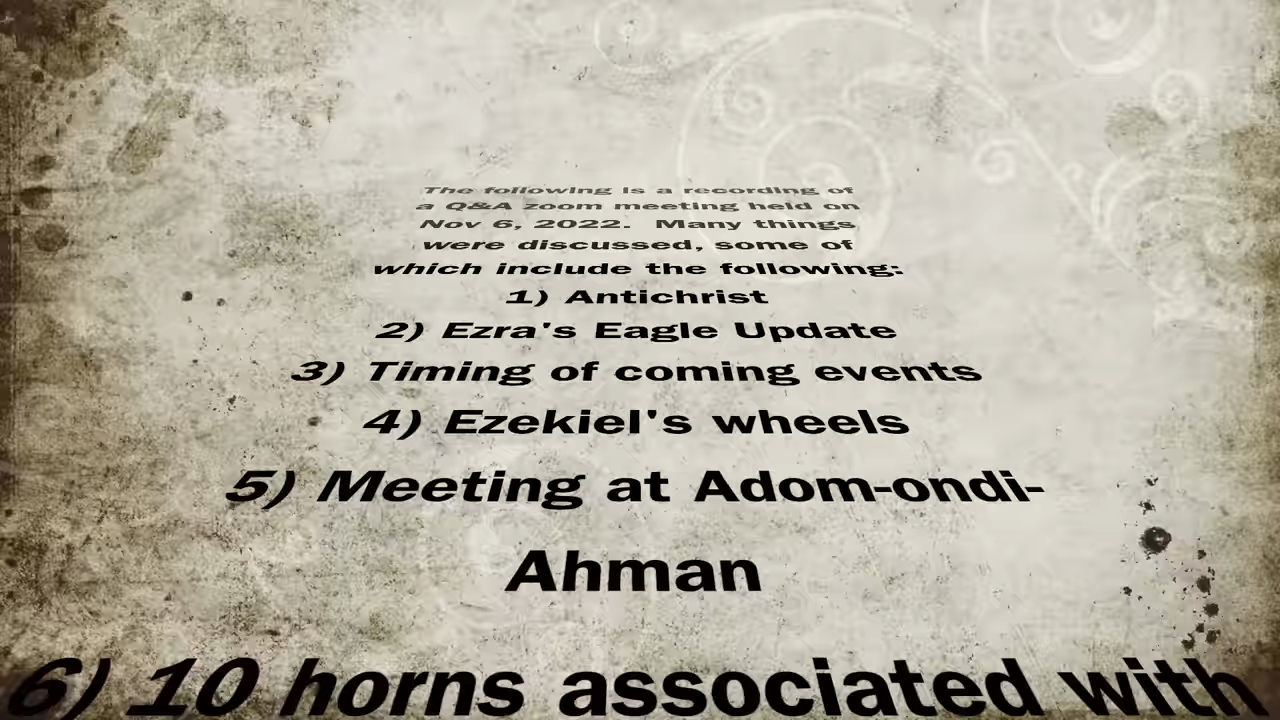 The following is a recording of
a Q&A zoom meeting held on
Nov 6, 2022.  Many things
were discussed, some of
which include the following:
1) Antichrist
2) Ezra's Eagle Update
3) Timing of coming events
4) Ezekiel's wheels
5) Meeting at Adom-ondi-
Ahman
6) 10 horns associated with